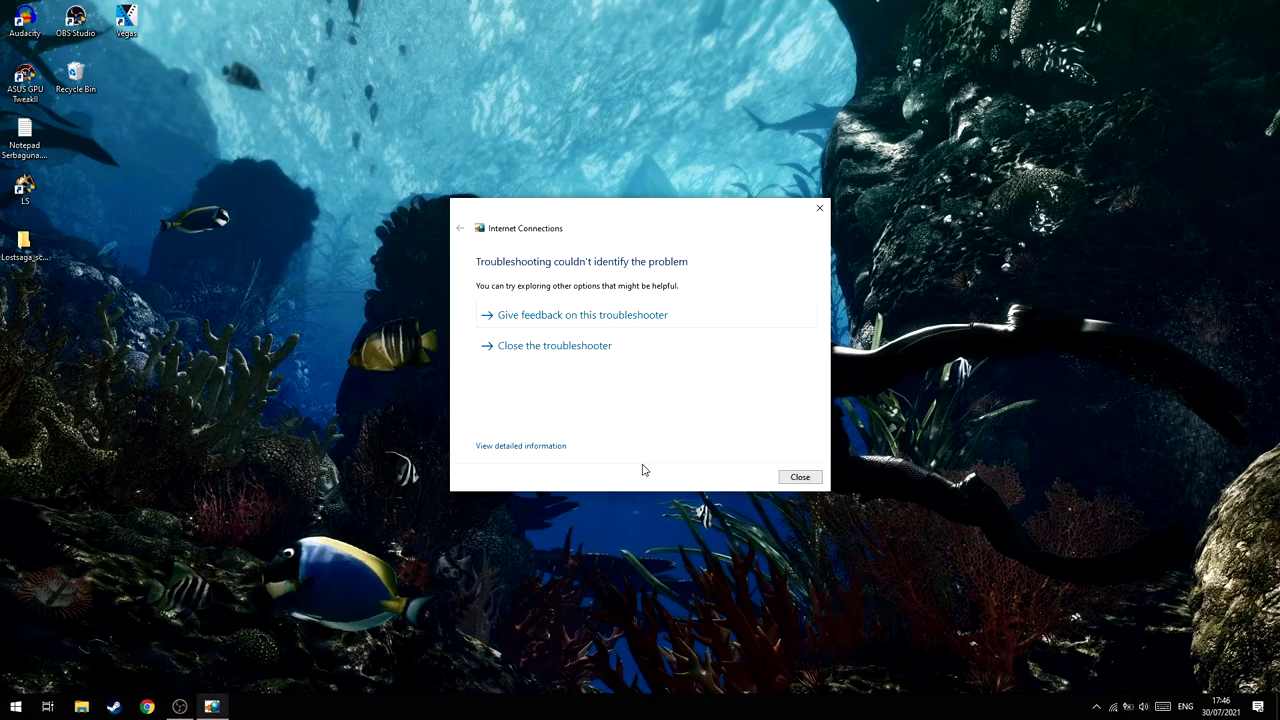 Audacity
OBS Studio
Vegas
ASUS GPU
TweakII
Recycle Bin
Notepad
Serbaguna....
LS
Lostsaga_sc...
Internet Connections
Troubleshooting couldn't identify the problem
You can try exploring other options that might be helpful.
Give feedback on this troubleshooter
Close the troubleshooter
View detailed information
Close
ENG
17:46
30/07/2021